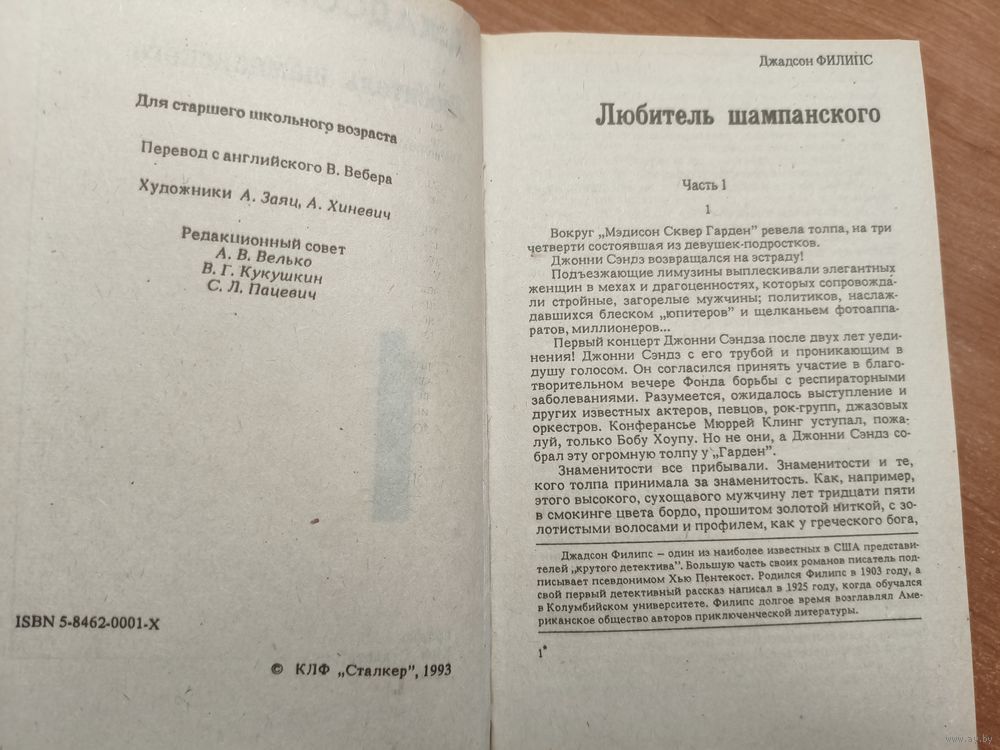 Для старшего школьного возраста
Перевод с английского В. Вебера
Художники А. Заяц, А. Хиневич
Редакционный совет
А. В. Велько
В. Г. Кукушкин
С. Л. Пацевич
ISBN 5-8462-0001-X
© КЛФ „Сталкер", 1993
Джадсон ФИЛИПС
Любитель шампанского
Часть 1
1
Вокруг „Мэдисон Сквер Гарден" ревела толпа, на три
четверти состоявшая из девушек-подростков.
Джонни Сэндз возвращался на эстраду!
Подъезжающие лимузины выплескивали элегантных
женщин в мехах и драгоценностях, которых сопровожда-
ли стройные, загорелые мужчины; политиков, наслаж-
давшихся блеском „юпитеров" и щелканьем фотоаппа-
ратов, миллионеров...
Первый концерт Джонни Сэндза после двух лет уеди-
нения! Джонни Сэндз с его трубой и проникающим в
душу голосом. Он согласился принять участие в благо-
творительном вечере Фонда борьбы с респираторными
заболеваниями. Разумеется, ожидалось выступление и
других известных актеров, певцов, рок-групп, джазовых
оркестров. Конферансье Мюррей Клинг уступал, пожа-
луй, только Бобу Хоупу. Но не они, а Джонни Сэндз со-
брал эту огромную толпу у „Гарден".
Знаменитости все прибывали. Знаменитости и те,
кого толпа принимала за знаменитость. Как, например,
этого высокого, сухощавого мужчину лет тридцати пяти
в смокинге цвета бордо, прошитом золотой ниткой, с зо-
лотистыми волосами и профилем, как у греческого бога,
Джадсон Филипс – один из наиболее известных в США представи-
телей „крутого детектива". Большую часть своих романов писатель под-
писывает псевдонимом Хью Пентекост. Родился Филипс в 1903 году, а
свой первый детективный рассказ написал в 1925 году, когда обучался
в Колумбийском университете. Филипс долгое время возглавлял Аме-
риканское общество авторов приключенческой литературы.
1*
www.ay.by